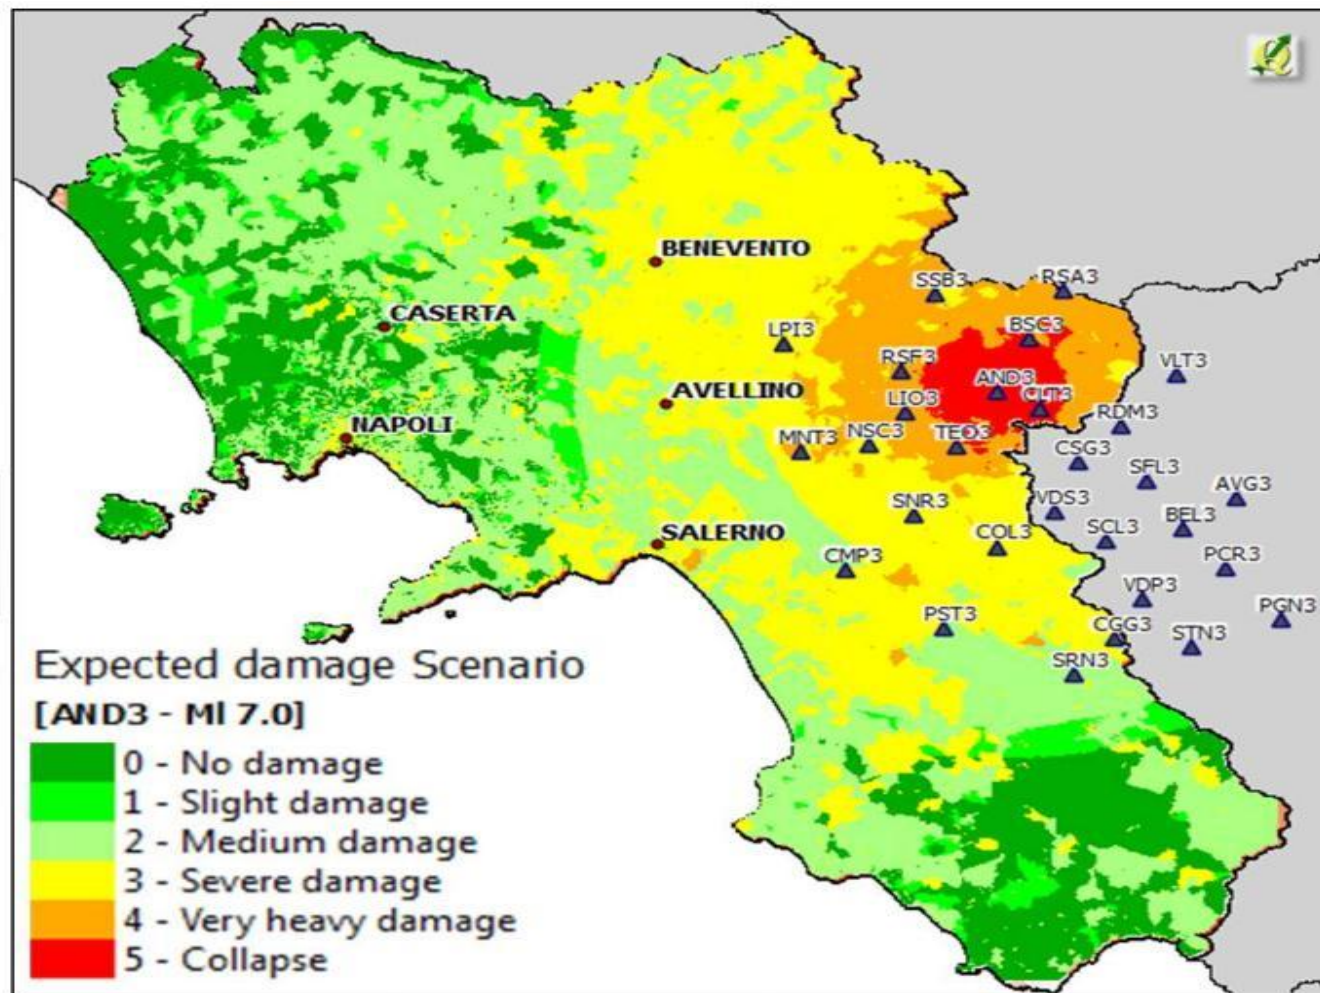 BENEVENTO
SSB3
RSA3
CASERTA
LPI3
BSC3
RSF3
VLT3
AND3
AVELLINO
LIO3
CLT3
NAPOLI
RDM3
MNT3
NSC3
TEO3
CSG3
SFL3
AVG3
SNR3
VDS3
BEL3
SALERNO
SCL3
COL3
CMP3
PCR3
VDP3
PST3
CGG3
STN3
PGN3
SRN3
Expected damage Scenario
[AND3 - Ml 7.0]
0 - No damage
1 - Slight damage
2 - Medium damage
3 - Severe damage
4 - Very heavy damage
5 - Collapse